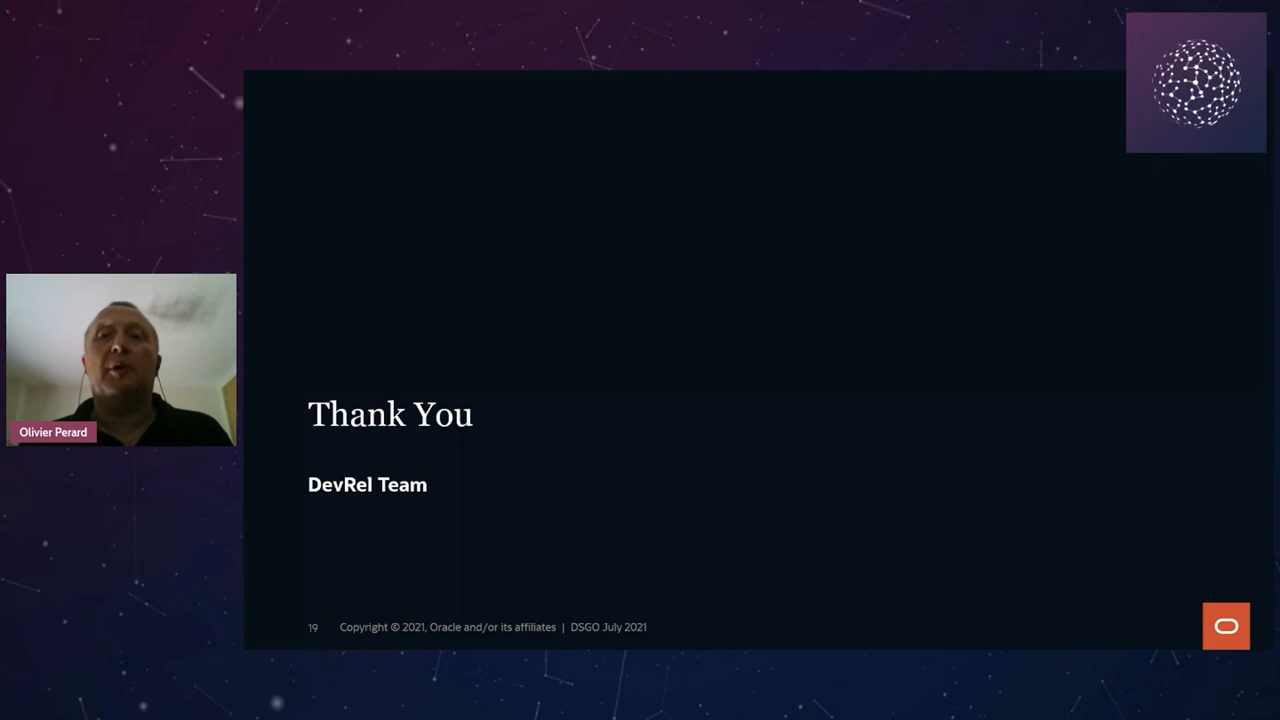 Olivier Perard
Thank You
DevRel Team
19 Copyright © 2021, Oracle and/or its affiliates | DSGO July 2021